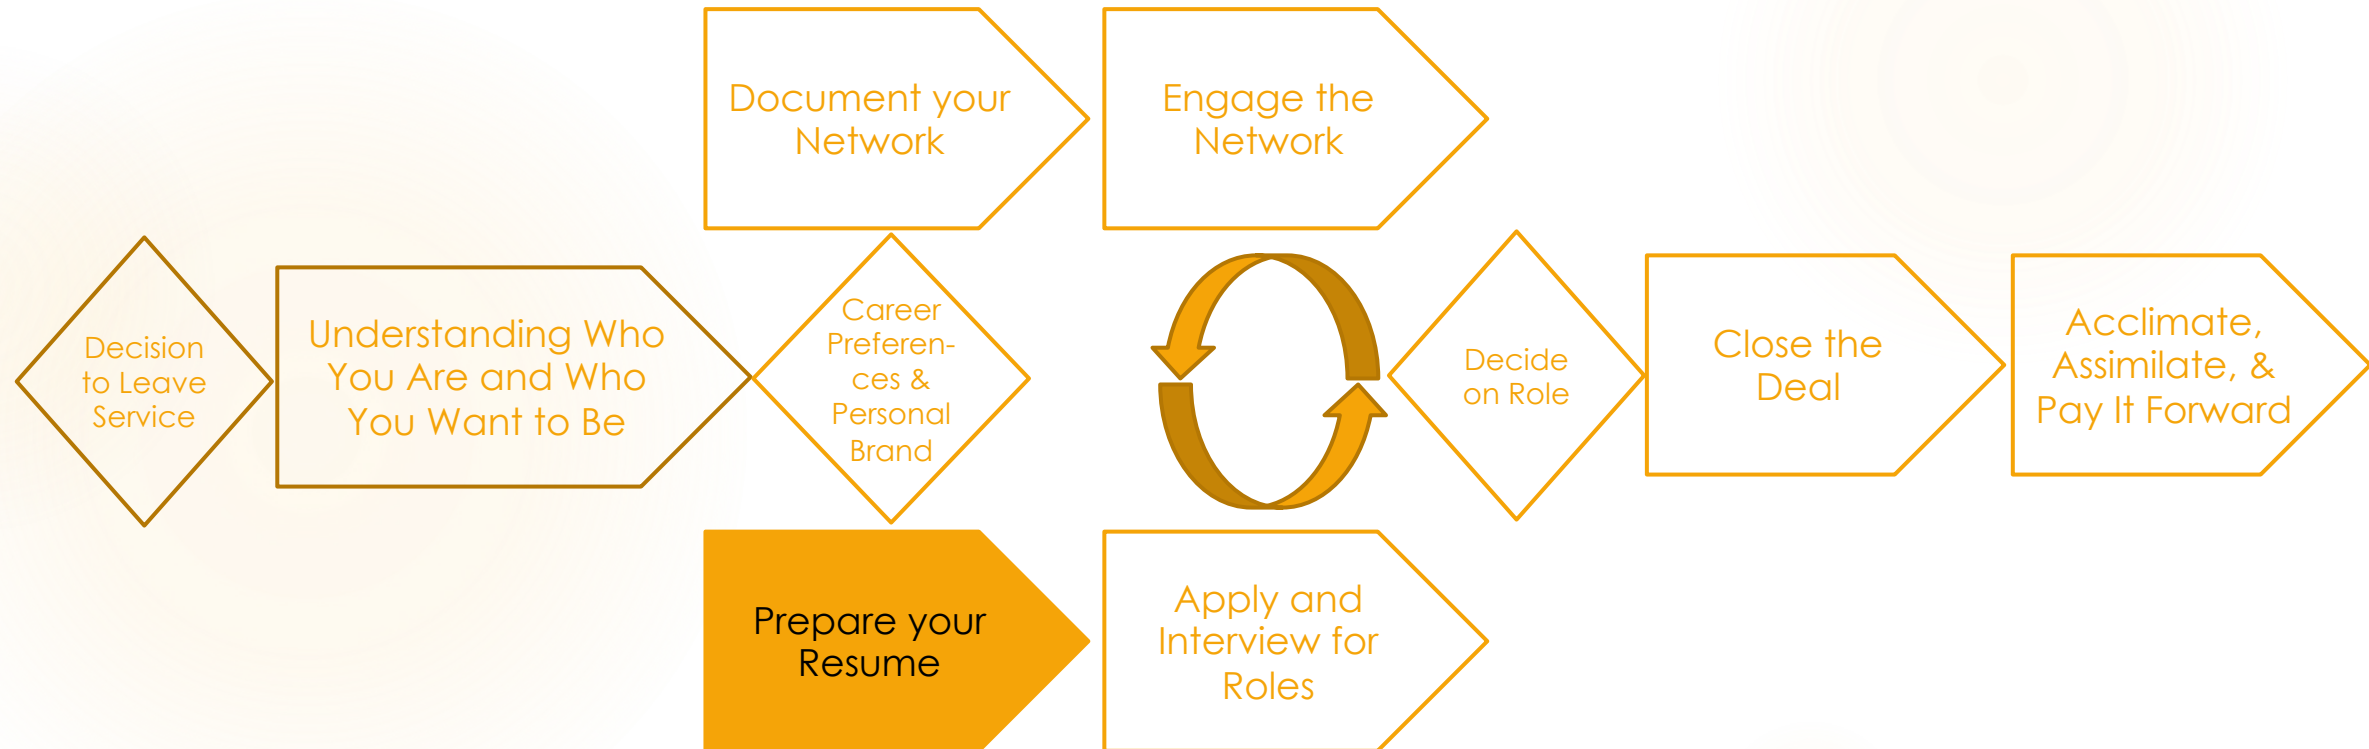 Document your
Network
Engage the
Network
Decision
to Leave
Service
Understanding Who
You Are and Who
You Want to Be
Career
Preferen-
ces &
Personal
Brand
Decide
on Role
Close the
Deal
Acclimate,
Assimilate, &
Pay It Forward
Prepare your
Resume
Apply and
Interview for
Roles